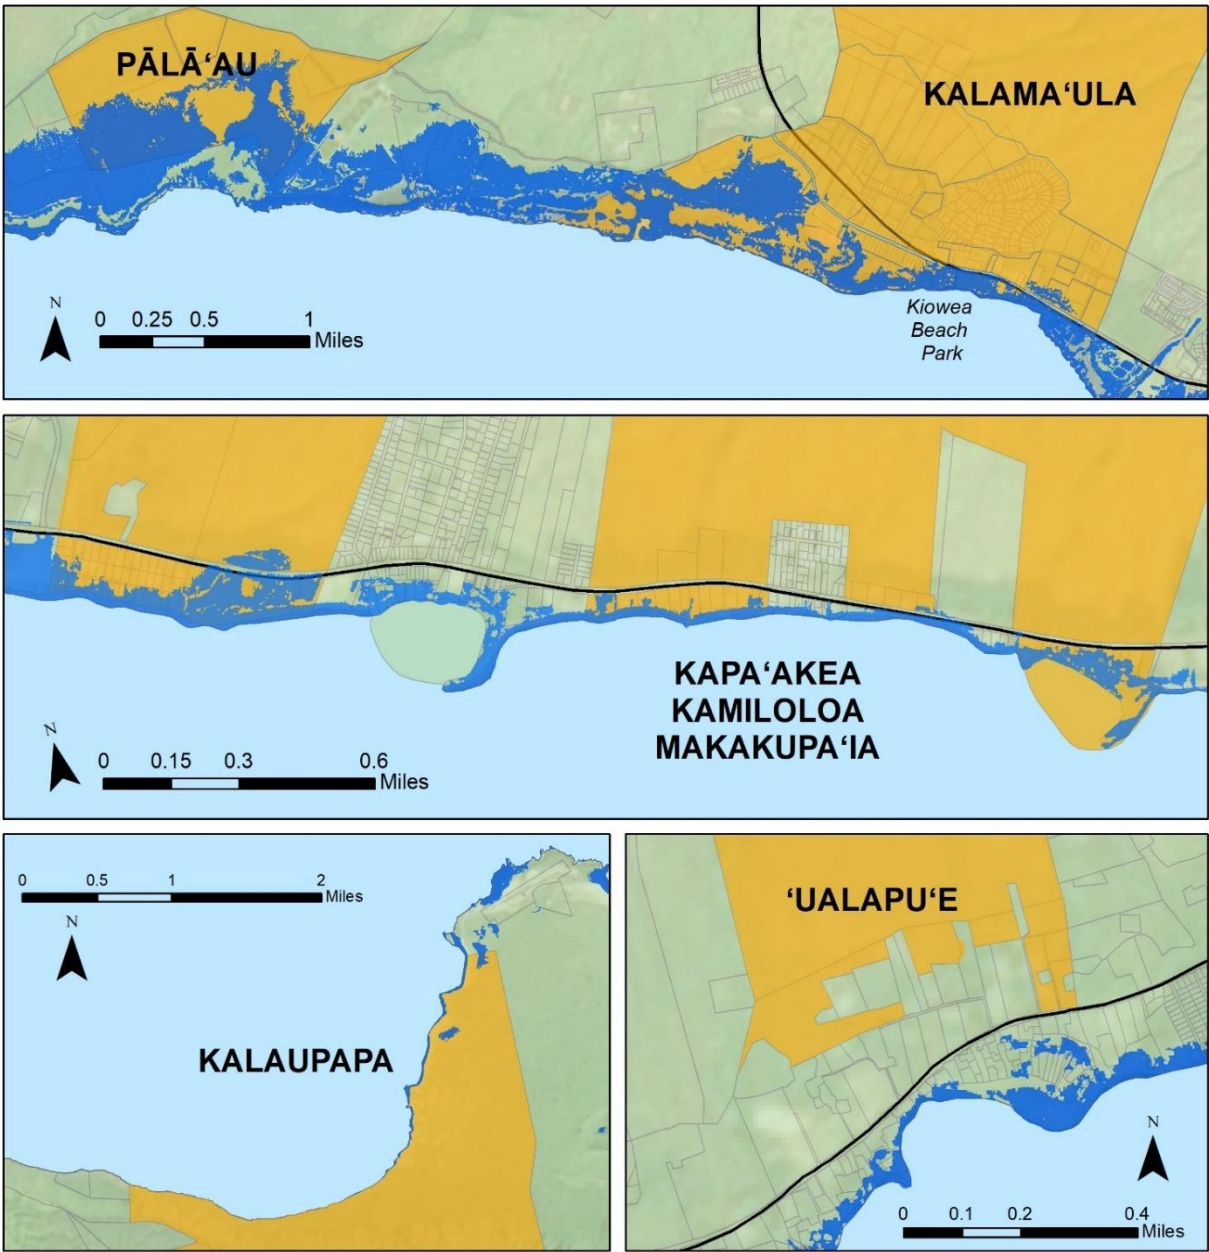 PĀLĀ‘AU
KALAMA‘ULA
Kiowea
Beach
Park
N
0 0.25 0.5 1
Miles
KAPA‘AKEA
KAMILOLOA
MAKAKUPA‘IA
N
0 0.15 0.3 0.6
Miles
0 0.5 1 2
Miles
N
KALAUPAPA
‘UALAPU‘E
N
0 0.1 0.2 0.4
Miles